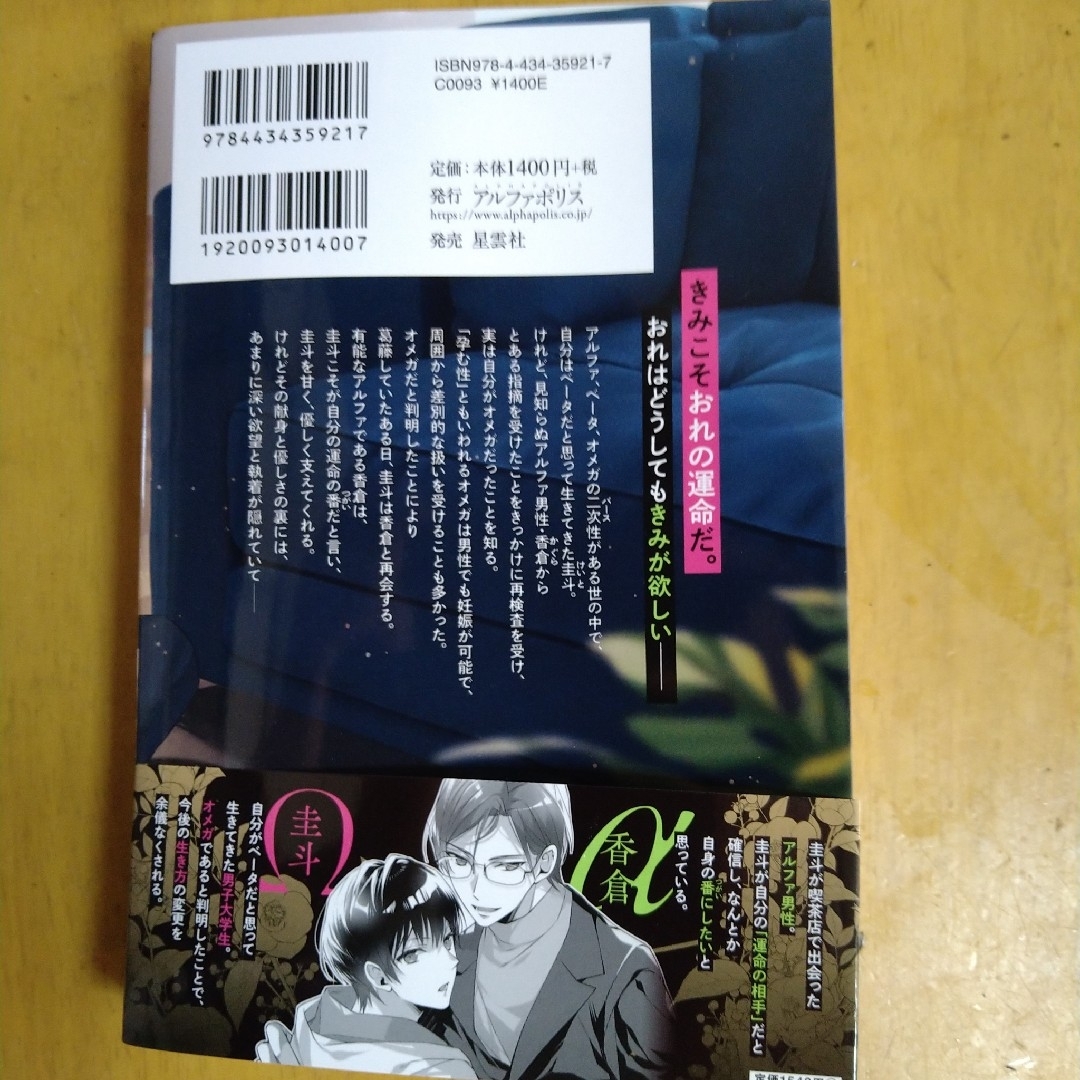 ISBN978-4-434-35921-7
C0093 ¥1400E
9784434359217
1920093014007
定価:本体1400円+税
発行 アルファポリス
https://www.alphapolis.co.jp/
発売 星雲社
きみこそおれの運命だ。
おれはどうしてもきみが欲しい――
アルファ、ベータ、オメガの二次性がある世の中で、
バース
自分はベータだと思って生きてきた圭斗。
けいと
けれど、見知らぬアルファ男性・香倉から
かぐら
とある指摘を受けたことをきっかけに再検査を受け、
実は自分がオメガだったことを知る。
「孕む性」ともいわれるオメガは男性でも妊娠が可能で、
周囲から差別的な扱いを受けることも多かった。
オメガだと判明したことにより
葛藤していたある日、圭斗は香倉と再会する。
有能なアルファである香倉は、
圭斗こそが自分の運命の番だと言い、
つがい
圭斗を甘く、優しく支えてくれる。
けれどその献身と優しさの裏には、
あまりに深い欲望と執着が隠れていて――
圭斗が喫茶店で出会った
アルファ男性。
圭斗が自分の「運命の相手」だと
確信し、なんとか
自身の番にしたいと
つがい
思っている。
α
香倉
Ω
圭斗
自分がベータだと思って
生きてきた男子大学生。
オメガであると判明したことで、
今後の生き方の変更を
余儀なくされる。